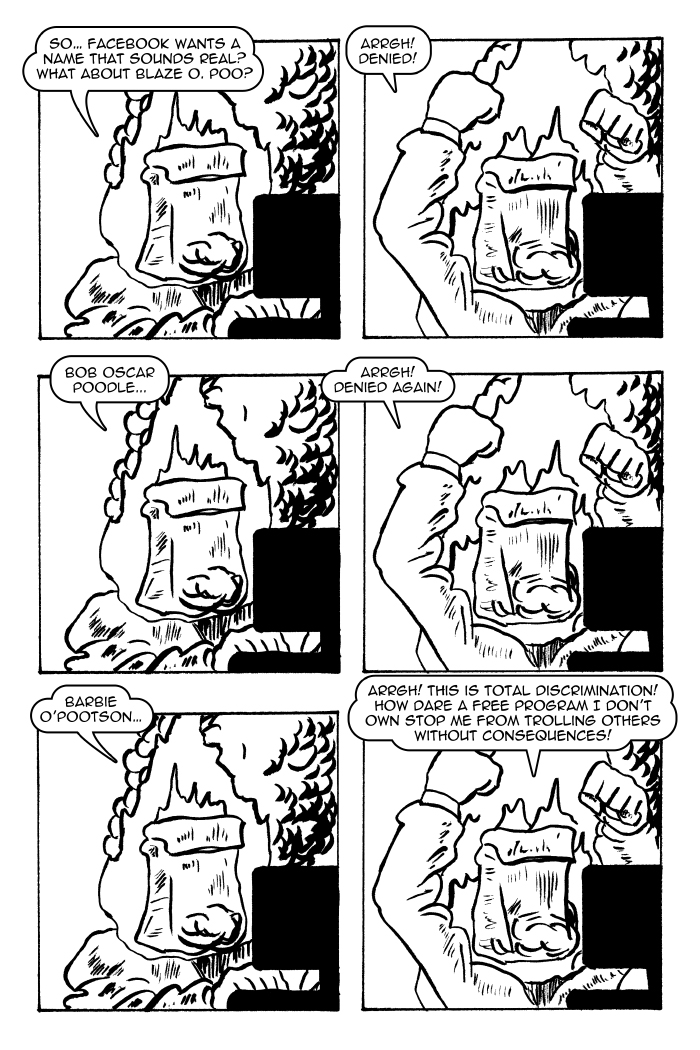 SO... FACEBOOK WANTS A
NAME THAT SOUNDS REAL?
WHAT ABOUT BLAZE O. POO?
ARRGH!
DENIED!
BOB OSCAR
POODLE...
ARRGH!
DENIED AGAIN!
BARBIE
O'POOTSON...
ARRGH! THIS IS TOTAL DISCRIMINATION!
HOW DARE A FREE PROGRAM I DON'T
OWN STOP ME FROM TROLLING OTHERS
WITHOUT CONSEQUENCES!